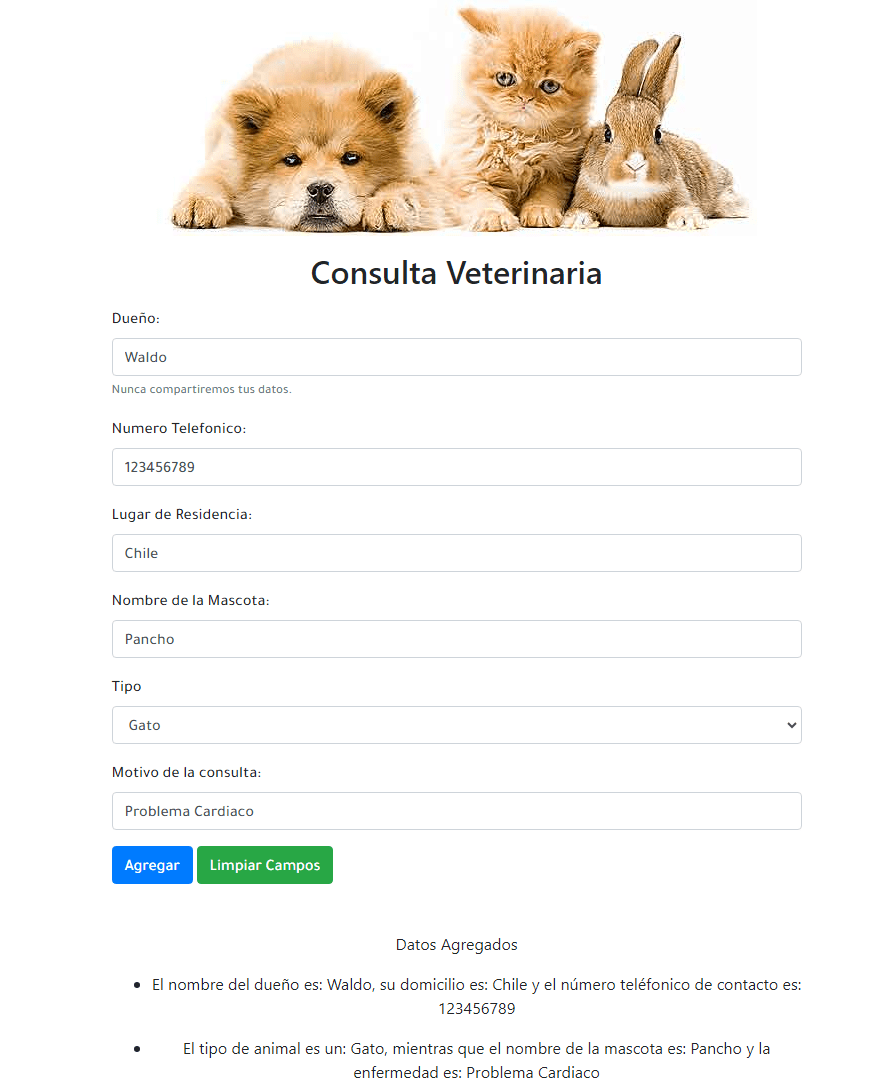 Consulta Veterinaria
Dueño:
Waldo
Nunca compartiremos tus datos.
Numero Telefonico:
123456789
Lugar de Residencia:
Chile
Nombre de la Mascota:
Pancho
Tipo
Gato
Motivo de la consulta:
Problema Cardiaco
Agregar Limpiar Campos
Datos Agregados
• El nombre del dueño es: Waldo, su domicilio es: Chile y el número teléfonico de contacto es:
123456789
• El tipo de animal es un: Gato, mientras que el nombre de la mascota es: Pancho y la
enfermedad es: Problema Cardiaco